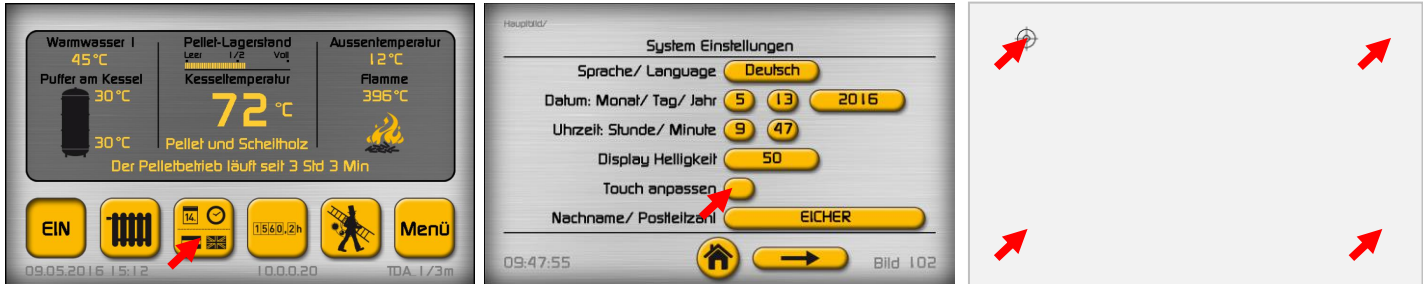 Warmwasser 1 Pellet-Lagerstand Aussentemperatur
45°C Leer 1/2 Voll 12°C
Puffer am Kessel Kesseltemperatur Flamme
30°C 72 °C 396°C
30°C Pellet und Scheitholz
Der Pelletbetrieb läuft seit 3 Std 3 Min
EIN 14. 1560,2h Menü
09.05.2016 15:12 10.0.0.20 TDA_1/3m
Hauptbild/
System Einstellungen
Sprache/ Language Deutsch
Datum: Monat/ Tag/ Jahr 5 13 2016
Uhrzeit: Stunde/ Minute 9 47
Display Helligkeit 50
Touch anpassen
Nachname/ Postleitzahl EICHER
09:47:55 Bild 102